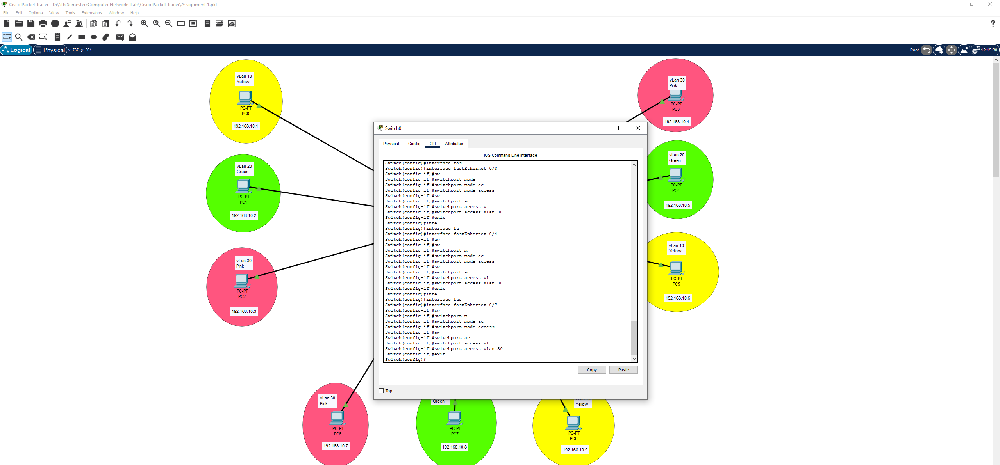 Cisco Packet Tracer - D:\5th Semester\Computer Networks Lab\Cisco Packet Tracer\Assignment 1.pkt
File Edit Options View Tools Extensions Window Help
?
Logical Physical x: 737, y: 804
Root 12:19:30
vLan 10
Yellow
PC-PT
PC0
192.168.10.1
vLan 20
Green
PC-PT
PC1
192.168.10.2
vLan 30
Pink
PC-PT
PC2
192.168.10.3
vLan 30
Pink
PC-PT
PC3
192.168.10.4
vLan 20
Green
PC-PT
PC4
192.168.10.5
vLan 10
Yellow
PC-PT
PC5
192.168.10.6
Switch0
Physical Config CLI Attributes
IOS Command Line Interface
Switch(config)#interface fas
Switch(config)#interface fastEthernet 0/3
Switch(config-if)#sw
Switch(config-if)#switchport mode
Switch(config-if)#switchport mode ac
Switch(config-if)#switchport mode access
Switch(config-if)#sw
Switch(config-if)#switchport ac
Switch(config-if)#switchport access v
Switch(config-if)#switchport access vlan 30
Switch(config-if)#exit
Switch(config)#inte
Switch(config)#interface fa
Switch(config)#interface fastEthernet 0/4
Switch(config-if)#aw
Switch(config-if)#sw
Switch(config-if)#switchport m
Switch(config-if)#switchport mode ac
Switch(config-if)#switchport mode access
Switch(config-if)#sw
Switch(config-if)#switchport ac
Switch(config-if)#switchport access vl
Switch(config-if)#switchport access vlan 30
Switch(config-if)#exit
Switch(config)#inte
Switch(config)#interface fas
Switch(config)#interface fastEthernet 0/7
Switch(config-if)#sw
Switch(config-if)#switchport m
Switch(config-if)#switchport mode ac
Switch(config-if)#switchport mode access
Switch(config-if)#sw
Switch(config-if)#switchport ac
Switch(config-if)#switchport access vl
Switch(config-if)#switchport access vlan 30
Switch(config-if)#exit
Switch(config)#
Copy Paste
Top
vLan 30
Pink
PC-PT
PC6
192.168.10.7
Green
PC-PT
PC7
192.168.10.8
Yellow
PC-PT
PC8
192.168.10.9